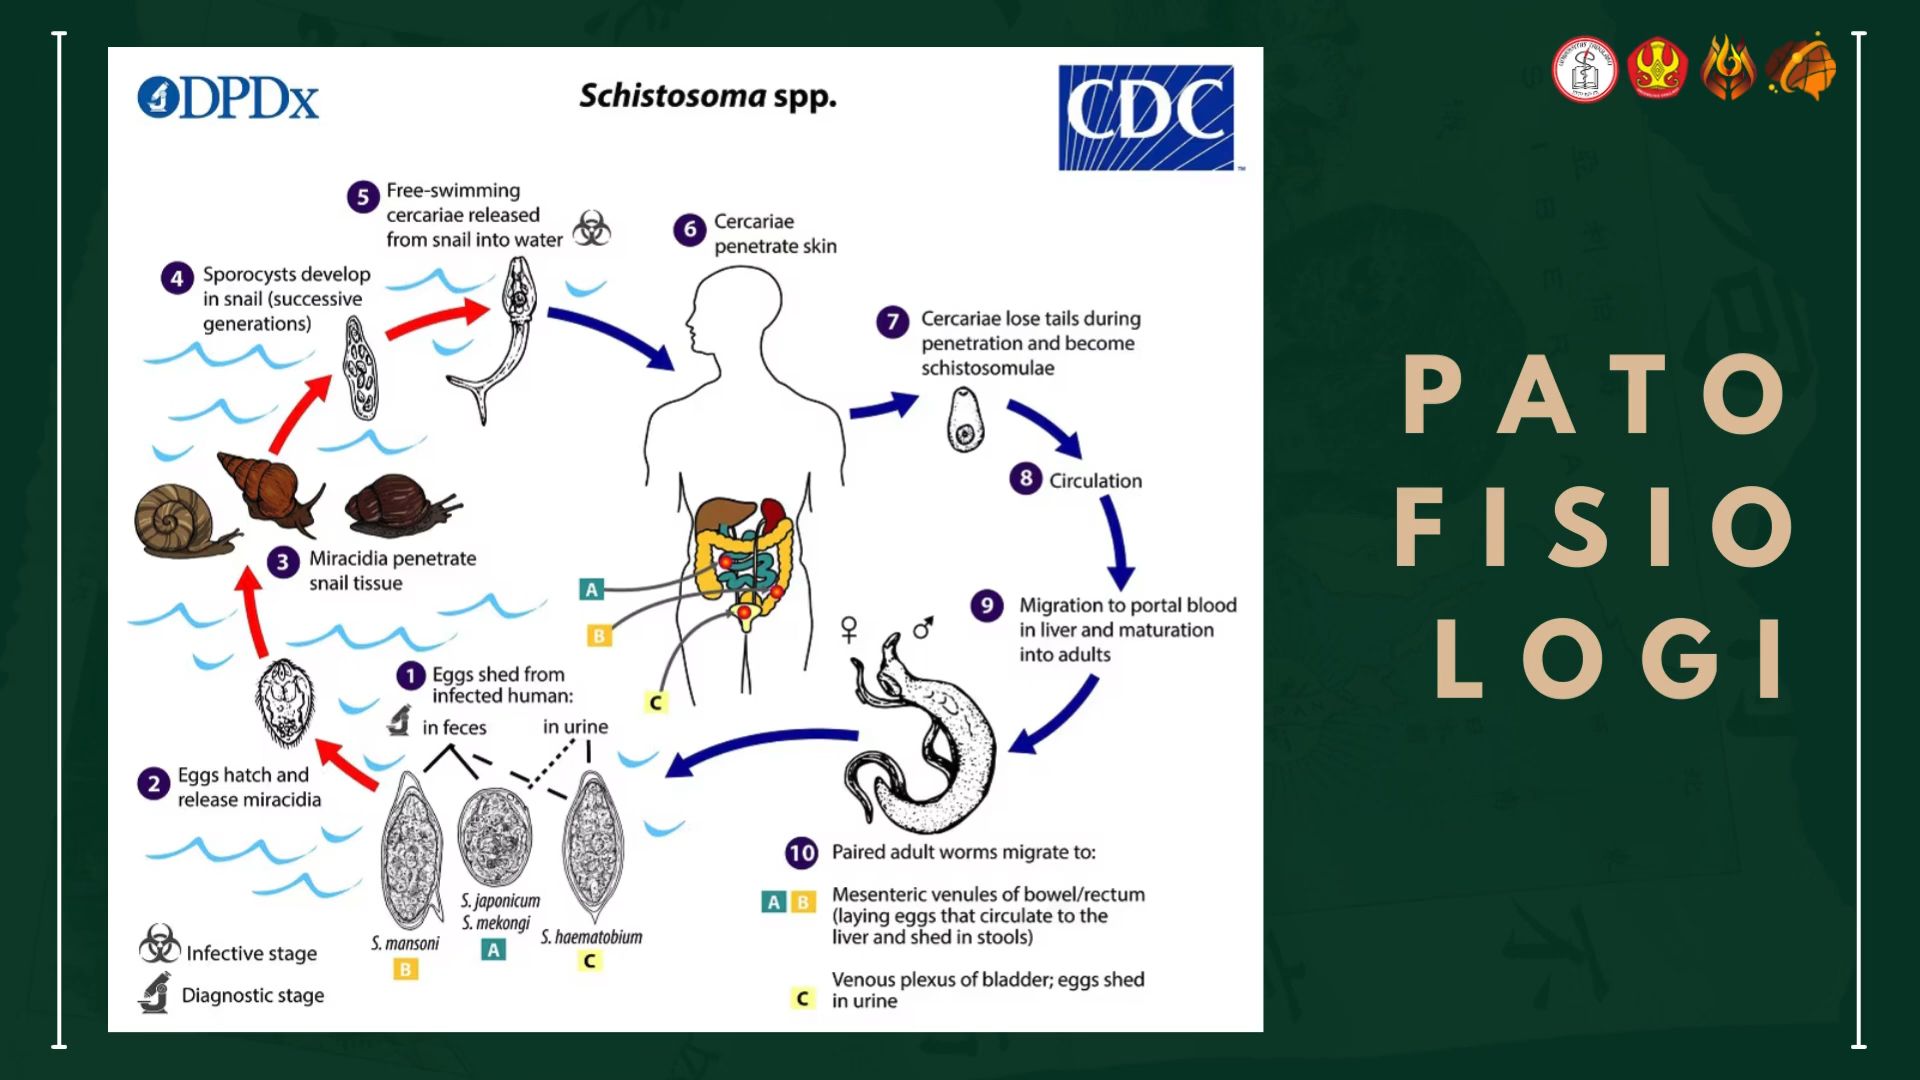 DPDx
Schistosoma spp.
CDC
TM
5
Free-swimming
cercariae released
from snail into water
6
Cercariae
penetrate skin
4
Sporocysts develop
in snail (successive
generations)
7
Cercariae lose tails during
penetration and become
schistosomulae
8
Circulation
3
Miracidia penetrate
snail tissue
A
B
C
9
Migration to portal blood
in liver and maturation
into adults
♀ ♂
1
Eggs shed from
infected human:
in feces
in urine
2
Eggs hatch and
release miracidia
S. mansoni
B
S. japonicum
S. mekongi
A
S. haematobium
C
10
Paired adult worms migrate to:
A B
Mesenteric venules of bowel/rectum
(laying eggs that circulate to the
liver and shed in stools)
C
Venous plexus of bladder; eggs shed
in urine
Infective stage
Diagnostic stage
PATO
FISIO
LOGI